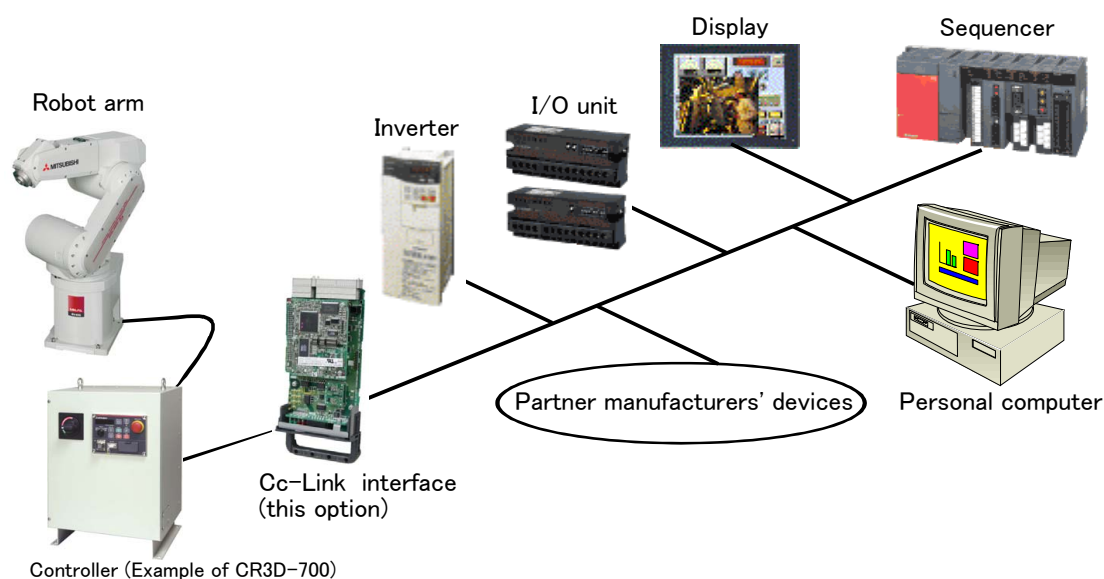 Display
Sequencer
Robot arm
I/O unit
Inverter
MITSUBISHI
Partner manufacturers' devices
Personal computer
Cc-Link interface
(this option)
Controller (Example of CR3D-700)